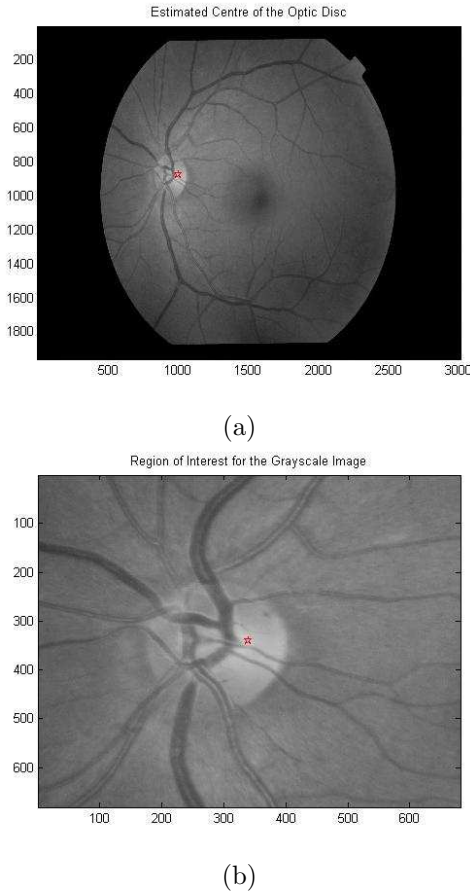 Estimated Centre of the Optic Disc
200
400
600
800
1000
1200
1400
1600
1800
500 1000 1500 2000 2500 3000
(a)
Region of Interest for the Grayscale Image
100
200
300
400
500
600
100 200 300 400 500 600
(b)